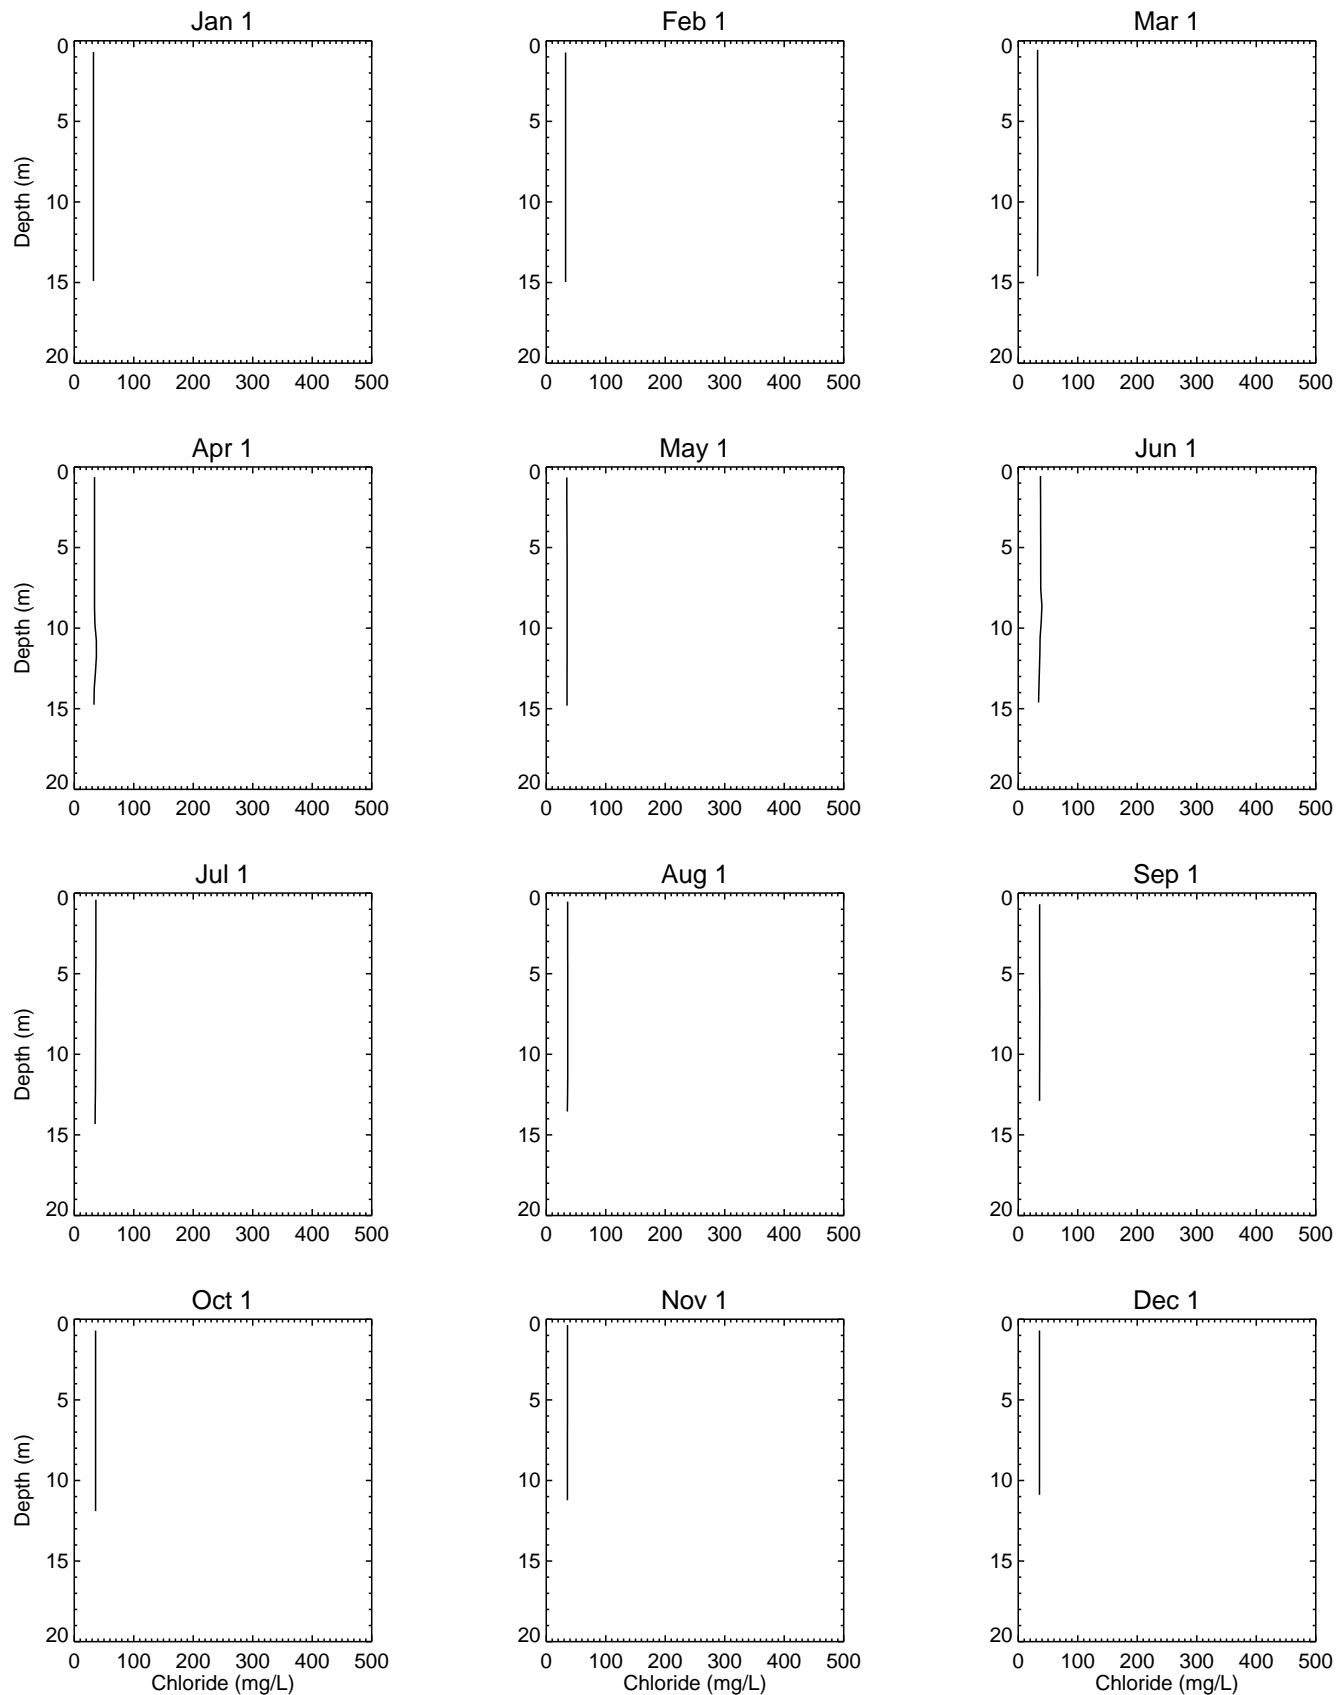 Jan 1 Feb 1 Mar 1
0 0 0
5 5 5
Depth (m) 10 10 10
15 15 15
20 20 20
0 100 200 300 400 500 0 100 200 300 400 500 0 100 200 300 400 500
Apr 1 May 1 Jun 1
0 0 0
5 5 5
Depth (m) 10 10 10
15 15 15
20 20 20
0 100 200 300 400 500 0 100 200 300 400 500 0 100 200 300 400 500
Jul 1 Aug 1 Sep 1
0 0 0
5 5 5
Depth (m) 10 10 10
15 15 15
20 20 20
0 100 200 300 400 500 0 100 200 300 400 500 0 100 200 300 400 500
Oct 1 Nov 1 Dec 1
0 0 0
5 5 5
Depth (m) 10 10 10
15 15 15
20 20 20
0 100 200 300 400 500 0 100 200 300 400 500 0 100 200 300 400 500
Chloride (mg/L) Chloride (mg/L) Chloride (mg/L)